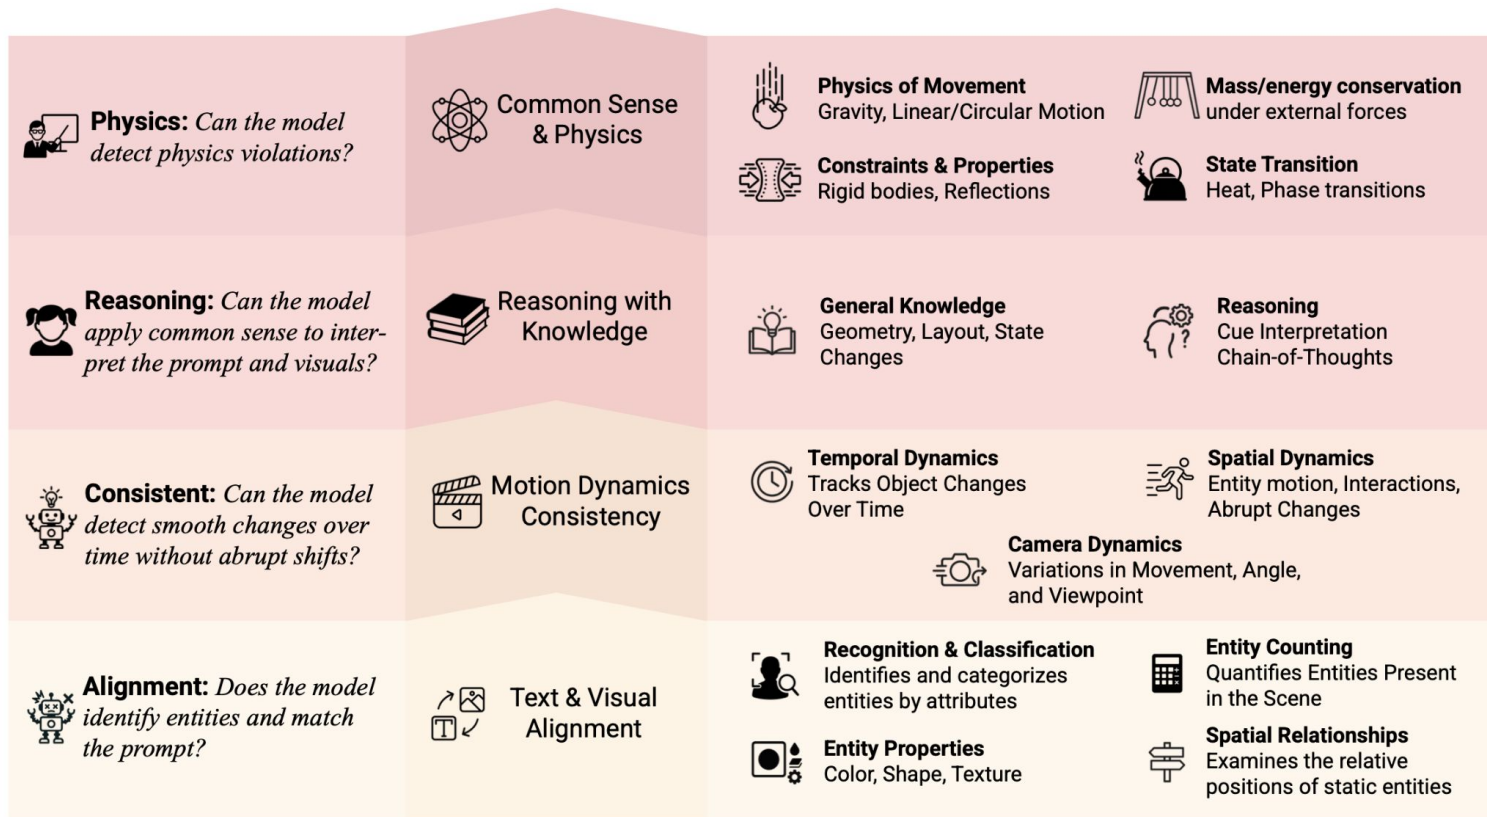 Physics: Can the model
detect physics violations?
Common Sense
& Physics
Physics of Movement
Gravity, Linear/Circular Motion
Mass/energy conservation
under external forces
Constraints & Properties
Rigid bodies, Reflections
State Transition
Heat, Phase transitions
Reasoning: Can the model
apply common sense to inter-
pret the prompt and visuals?
Reasoning with
Knowledge
General Knowledge
Geometry, Layout, State
Changes
Reasoning
Cue Interpretation
Chain-of-Thoughts
Consistent: Can the model
detect smooth changes over
time without abrupt shifts?
Motion Dynamics
Consistency
Temporal Dynamics
Tracks Object Changes
Over Time
Spatial Dynamics
Entity motion, Interactions,
Abrupt Changes
Camera Dynamics
Variations in Movement, Angle,
and Viewpoint
Alignment: Does the model
identify entities and match
the prompt?
T
Text & Visual
Alignment
Recognition & Classification
Identifies and categorizes
entities by attributes
Entity Counting
Quantifies Entities Present
in the Scene
Entity Properties
Color, Shape, Texture
Spatial Relationships
Examines the relative
positions of static entities